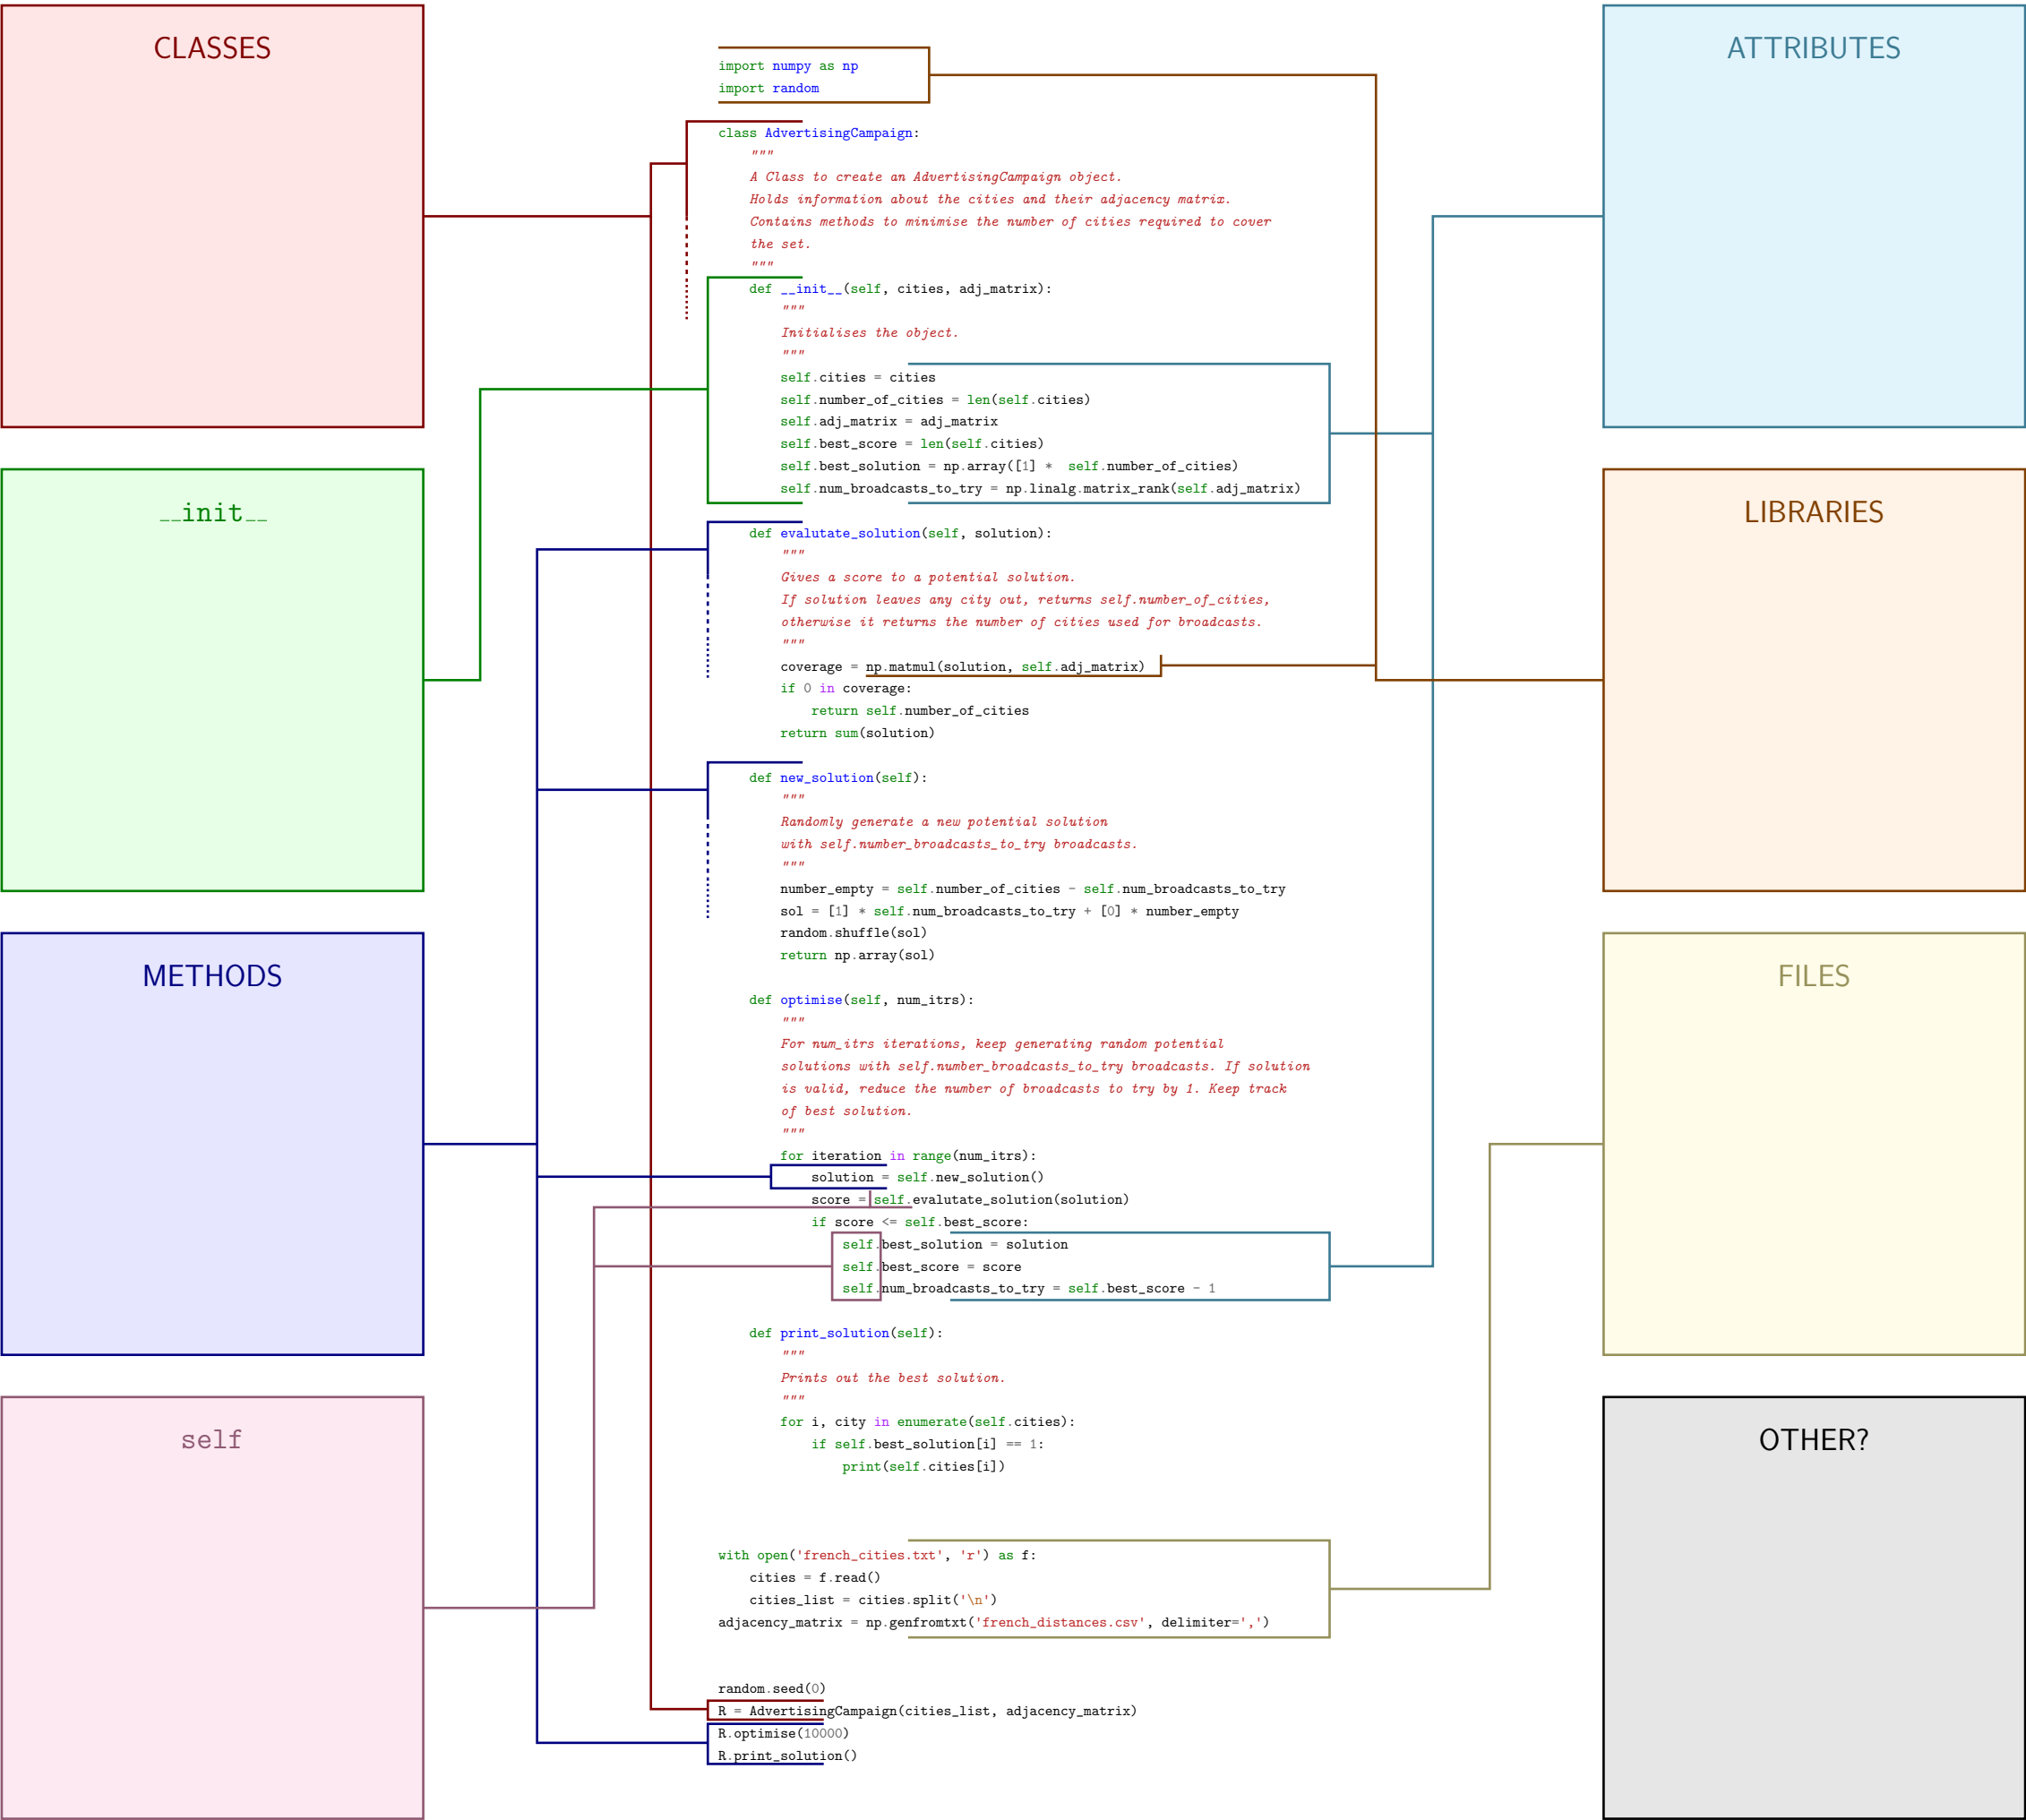 CLASSES
__init__
METHODS
self
import numpy as np
import random
class AdvertisingCampaign:
    """
    A Class to create an AdvertisingCampaign object.
    Holds information about the cities and their adjacency matrix.
    Contains methods to minimise the number of cities required to cover
    the set.
    """
    def __init__(self, cities, adj_matrix):
        """
        Initialises the object.
        """
        self.cities = cities
        self.number_of_cities = len(self.cities)
        self.adj_matrix = adj_matrix
        self.best_score = len(self.cities)
        self.best_solution = np.array([1] *  self.number_of_cities)
        self.num_broadcasts_to_try = np.linalg.matrix_rank(self.adj_matrix)
    def evalutate_solution(self, solution):
        """
        Gives a score to a potential solution.
        If solution leaves any city out, returns self.number_of_cities,
        otherwise it returns the number of cities used for broadcasts.
        """
        coverage = np.matmul(solution, self.adj_matrix)
        if 0 in coverage:
            return self.number_of_cities
        return sum(solution)
    def new_solution(self):
        """
        Randomly generate a new potential solution
        with self.number_broadcasts_to_try broadcasts.
        """
        number_empty = self.number_of_cities - self.num_broadcasts_to_try
        sol = [1] * self.num_broadcasts_to_try + [0] * number_empty
        random.shuffle(sol)
        return np.array(sol)
    def optimise(self, num_itrs):
        """
        For num_itrs iterations, keep generating random potential
        solutions with self.number_broadcasts_to_try broadcasts. If solution
        is valid, reduce the number of broadcasts to try by 1. Keep track
        of best solution.
        """
        for iteration in range(num_itrs):
            solution = self.new_solution()
            score = self.evalutate_solution(solution)
            if score <= self.best_score:
                self.best_solution = solution
                self.best_score = score
                self.num_broadcasts_to_try = self.best_score - 1
    def print_solution(self):
        """
        Prints out the best solution.
        """
        for i, city in enumerate(self.cities):
            if self.best_solution[i] == 1:
                print(self.cities[i])
with open('french_cities.txt', 'r') as f:
    cities = f.read()
    cities_list = cities.split('\n')
adjacency_matrix = np.genfromtxt('french_distances.csv', delimiter=',')
random.seed(0)
R = AdvertisingCampaign(cities_list, adjacency_matrix)
R.optimise(10000)
R.print_solution()
ATTRIBUTES
LIBRARIES
FILES
OTHER?